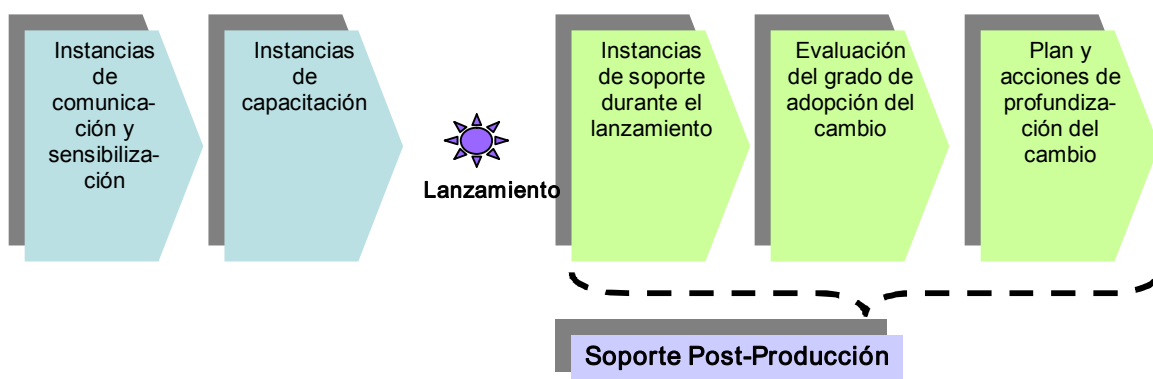 Instancias
de
comunica-
ción y
sensibiliza-
ción
Instancias
de
capacitación
Lanzamiento
Instancias
de soporte
durante el
lanzamiento
Evaluación
del grado de
adopción del
cambio
Plan y
acciones de
profundiza-
ción del
cambio
Soporte Post-Producción